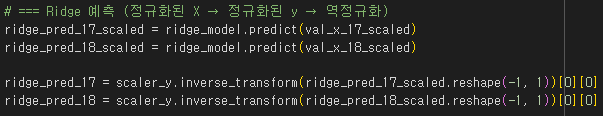 # === Ridge 예측 (정규화된 X → 정규화된 y → 역정규화)
ridge_pred_17_scaled = ridge_model.predict(val_x_17_scaled)
ridge_pred_18_scaled = ridge_model.predict(val_x_18_scaled)
ridge_pred_17 = scaler_y.inverse_transform(ridge_pred_17_scaled.reshape(-1, 1))[0][0]
ridge_pred_18 = scaler_y.inverse_transform(ridge_pred_18_scaled.reshape(-1, 1))[0][0]